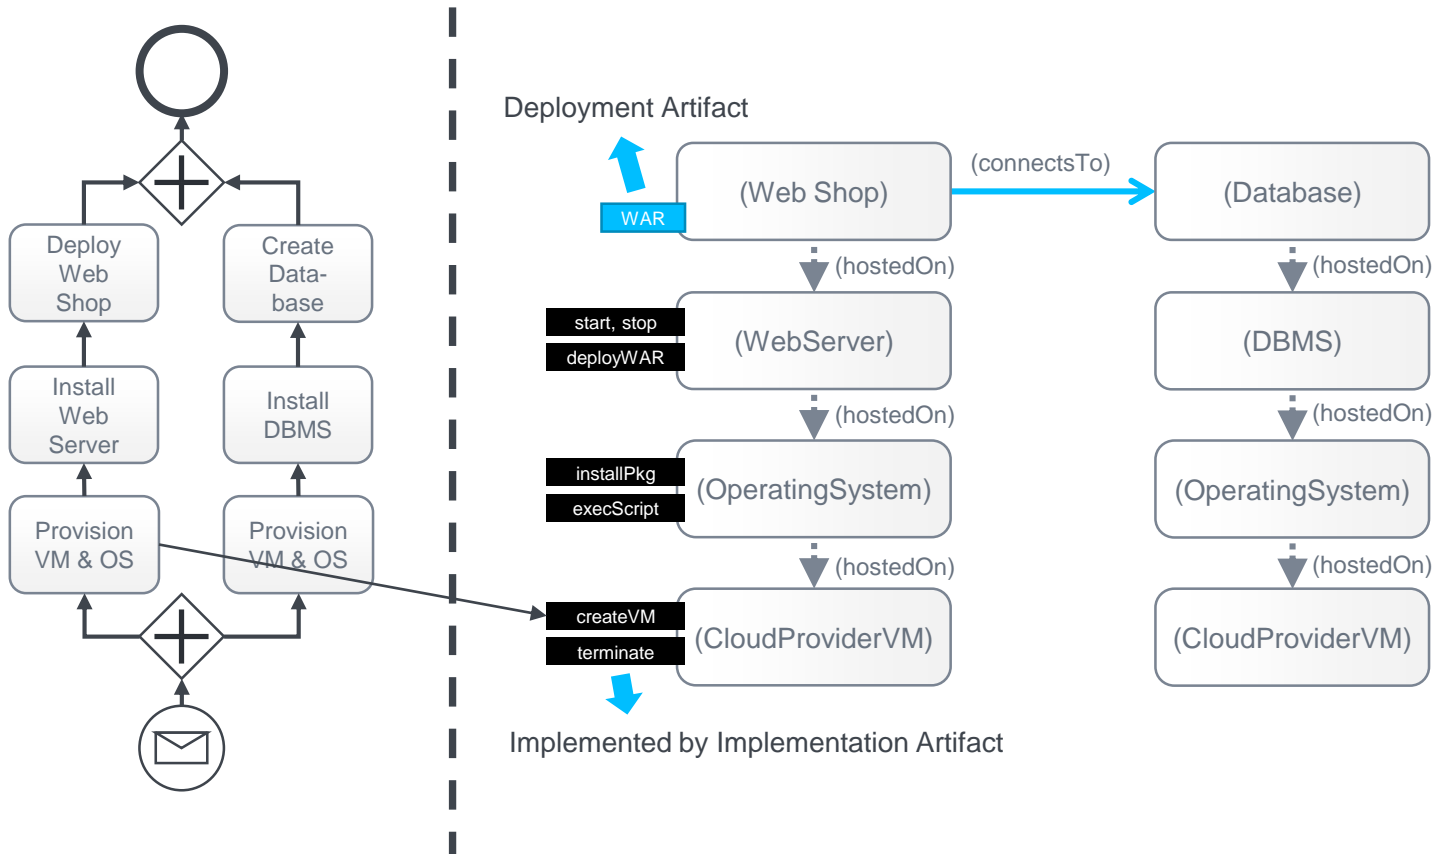 Deploy
Web
Shop
Create
Data-
base
Install
Web
Server
Install
DBMS
Provision
VM & OS
Provision
VM & OS
Deployment Artifact
WAR
(Web Shop)
(connectsTo)
(Database)
(hostedOn)
(hostedOn)
start, stop
deployWAR
(WebServer)
(DBMS)
(hostedOn)
(hostedOn)
installPkg
execScript
(OperatingSystem)
(OperatingSystem)
(hostedOn)
(hostedOn)
createVM
terminate
(CloudProviderVM)
(CloudProviderVM)
Implemented by Implementation Artifact